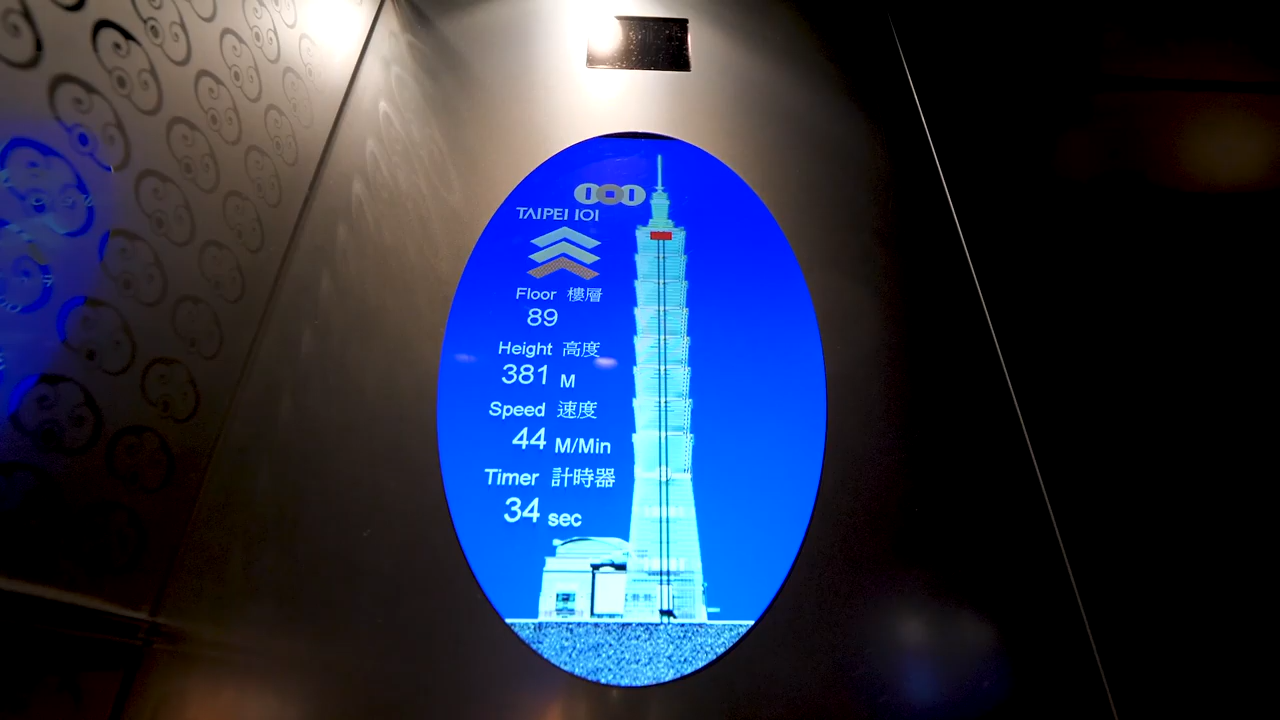 TAIPEI 101
Floor 樓層
89
Height 高度
381 M
Speed 速度
44 M/Min
Timer 計時器
34 sec